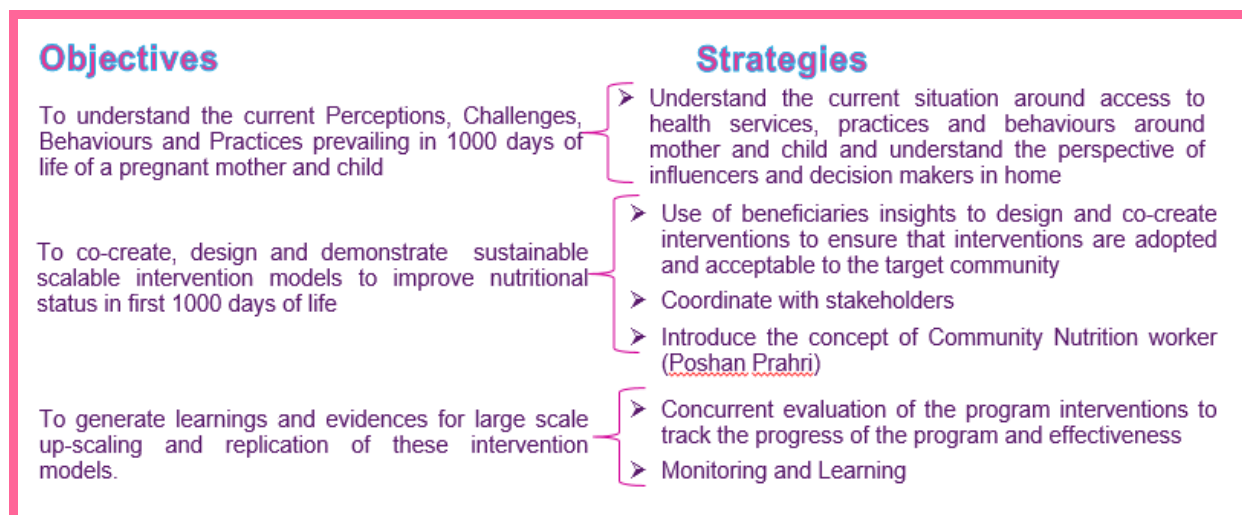 Objectives
To understand the current Perceptions, Challenges,
Behaviours and Practices prevailing in 1000 days of
life of a pregnant mother and child
To co-create, design and demonstrate sustainable
scalable intervention models to improve nutritional
status in first 1000 days of life
To generate learnings and evidences for large scale
up-scaling and replication of these intervention
models.
Strategies
➢ Understand the current situation around access to
health services, practices and behaviours around
mother and child and understand the perspective of
influencers and decision makers in home
➢ Use of beneficiaries insights to design and co-create
interventions to ensure that interventions are adopted
and acceptable to the target community
➢ Coordinate with stakeholders
➢ Introduce the concept of Community Nutrition worker
(Poshan Prahri)
➢ Concurrent evaluation of the program interventions to
track the progress of the program and effectiveness
➢ Monitoring and Learning